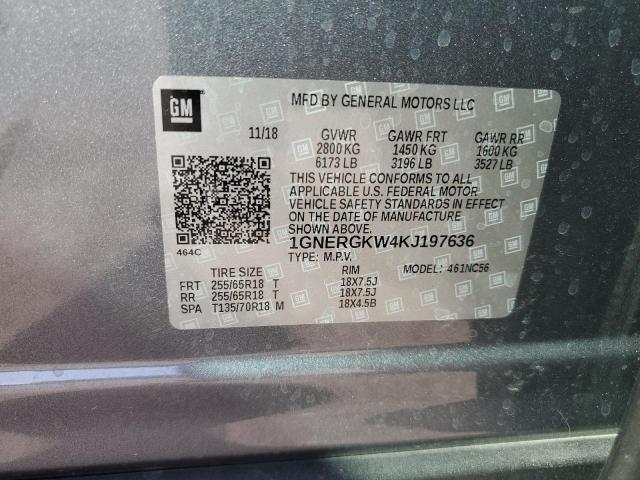 GM
MFD BY GENERAL MOTORS LLC
11/18 GVWR GAWR FRT GAWR RR
2800 KG 1450 KG 1600 KG
6173 LB 3196 LB 3527 LB
THIS VEHICLE CONFORMS TO ALL
APPLICABLE U.S. FEDERAL MOTOR
VEHICLE SAFETY STANDARDS IN EFFECT
ON THE DATE OF MANUFACTURE
SHOWN ABOVE.
464C
1GNERGKW4KJ197636
TYPE: M.P.V. MODEL: 461NC56
TIRE SIZE RIM
FRT 255/65R18 T 18X7.5J
RR 255/65R18 T 18X7.5J
SPA T135/70R18 M 18X4.5B